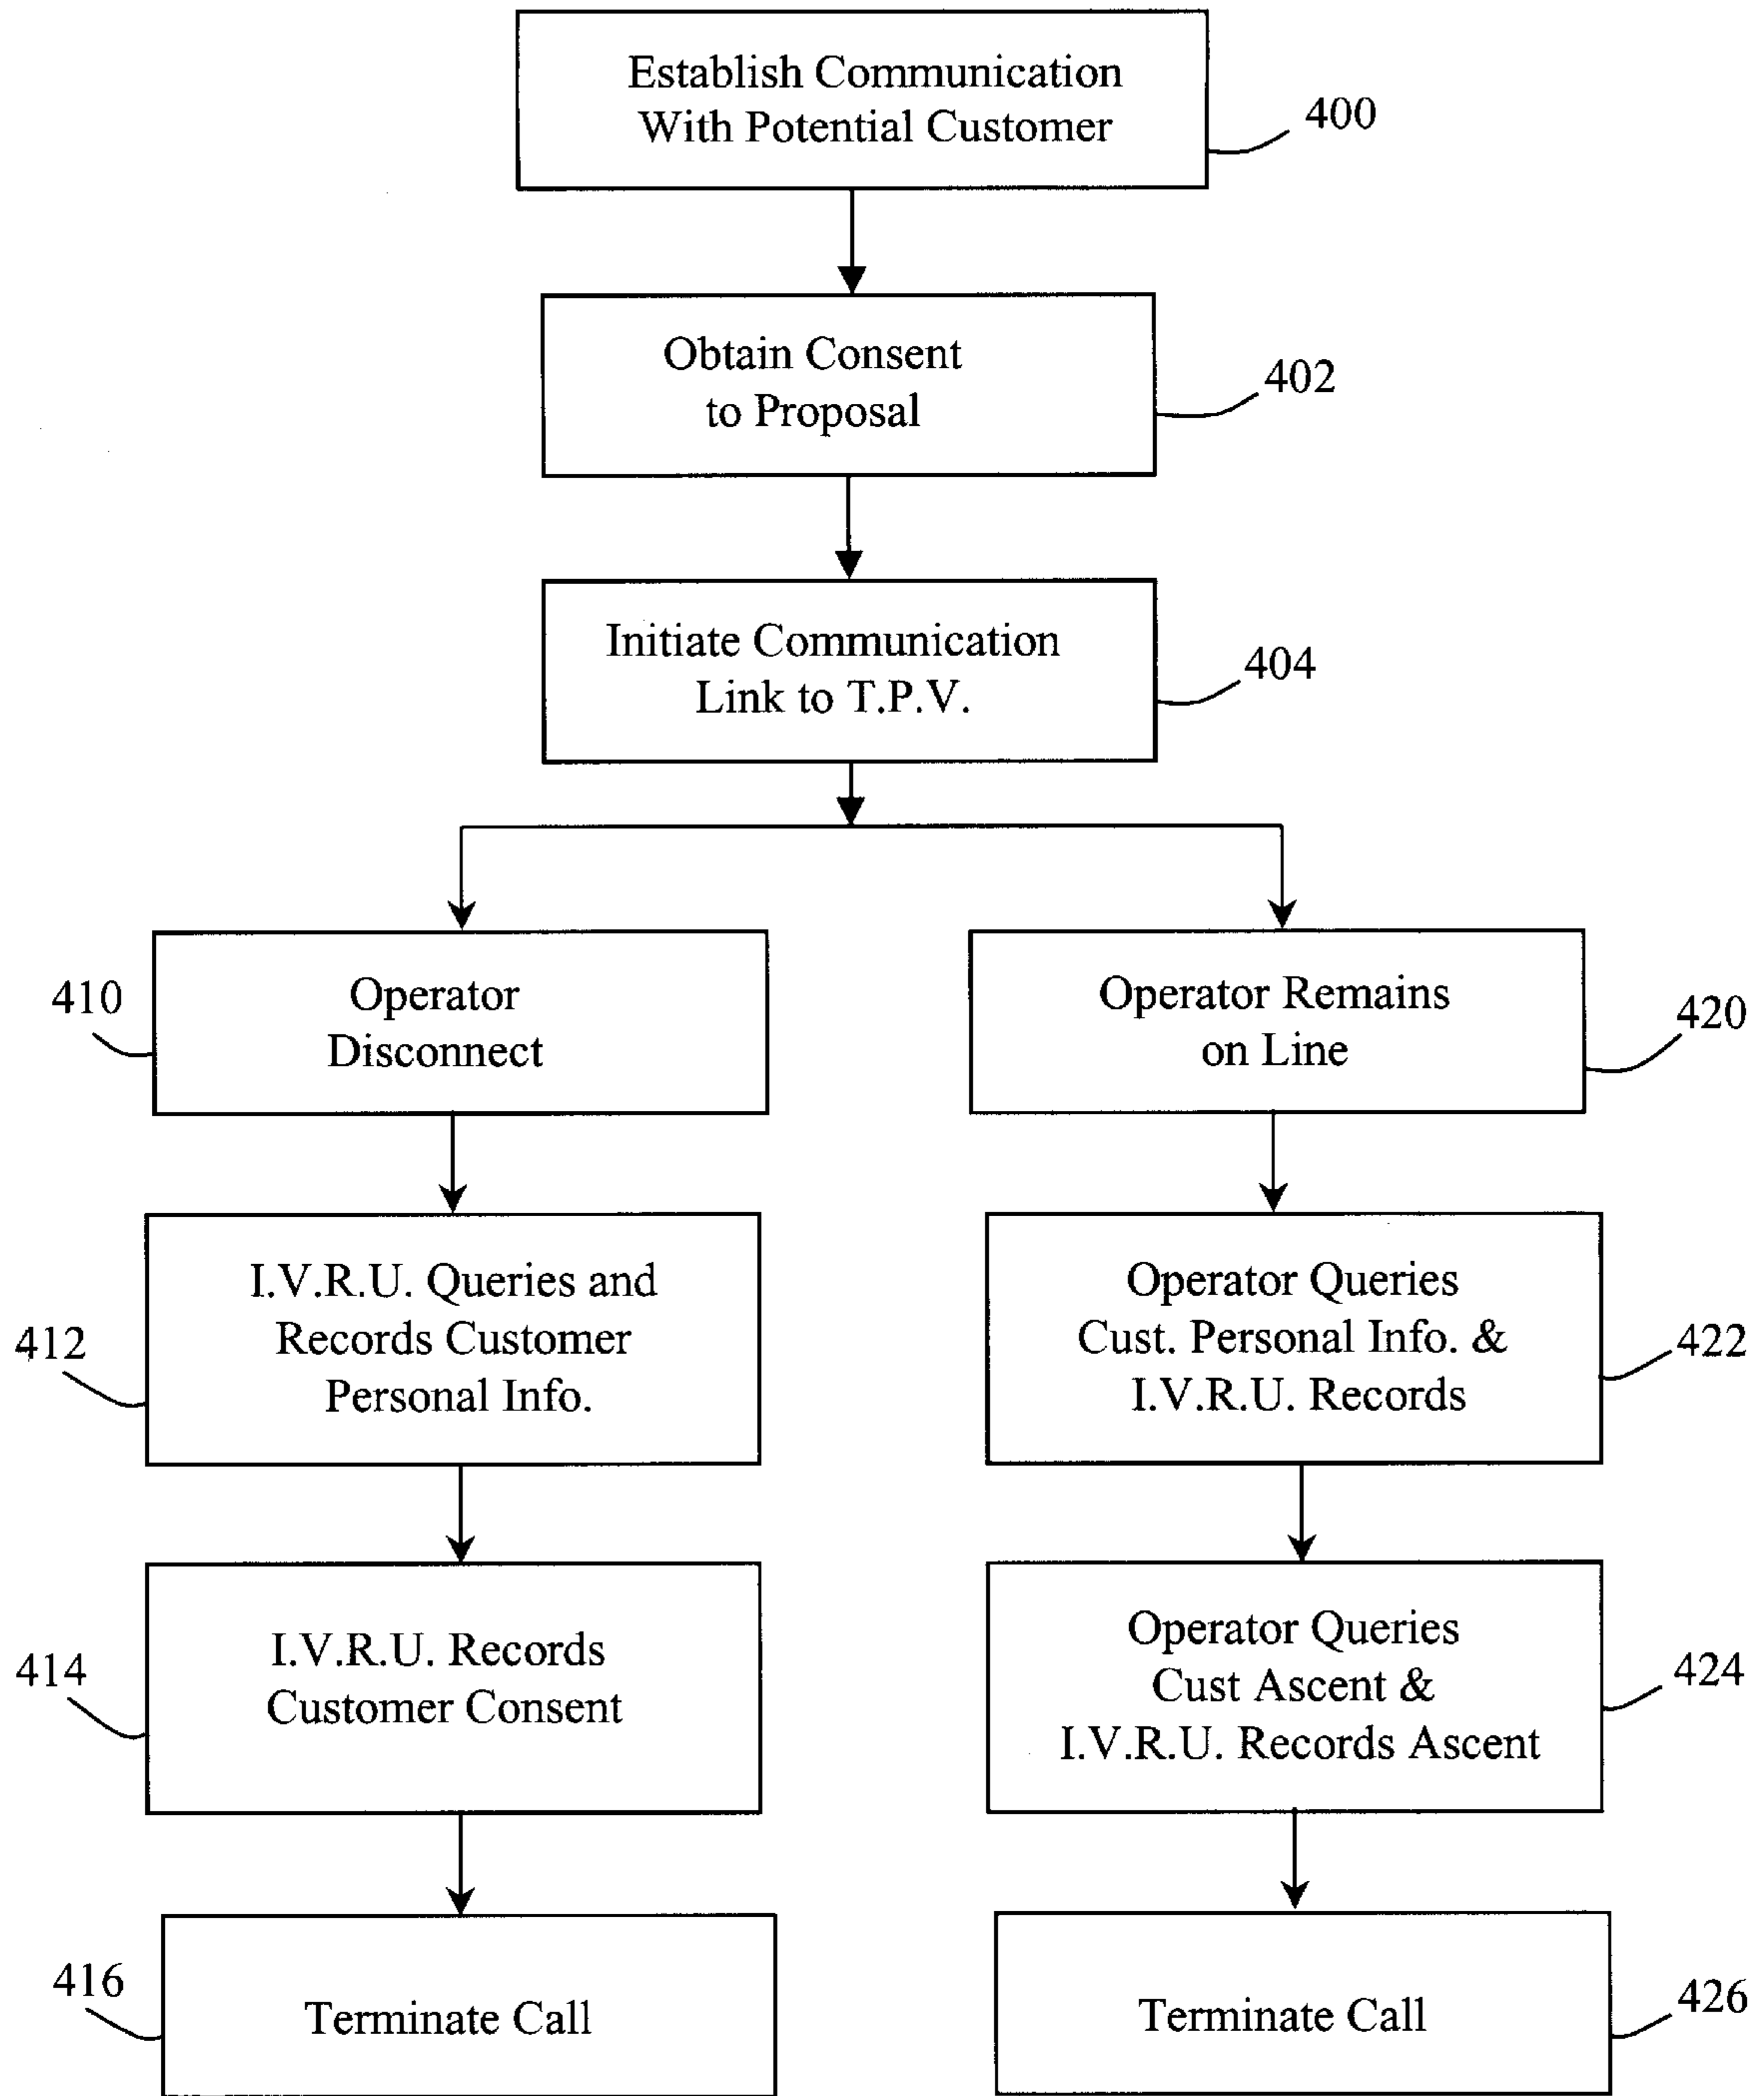 Establish Communication
With Potential Customer
400
Obtain Consent
to Proposal
402
Initiate Communication
Link to T.P.V.
404
410
Operator
Disconnect
Operator Remains
on Line
420
412
I.V.R.U. Queries and
Records Customer
Personal Info.
Operator Queries
Cust. Personal Info. &
I.V.R.U. Records
422
414
I.V.R.U. Records
Customer Consent
Operator Queries
Cust Ascent &
I.V.R.U. Records Ascent
424
416
Terminate Call
Terminate Call
426